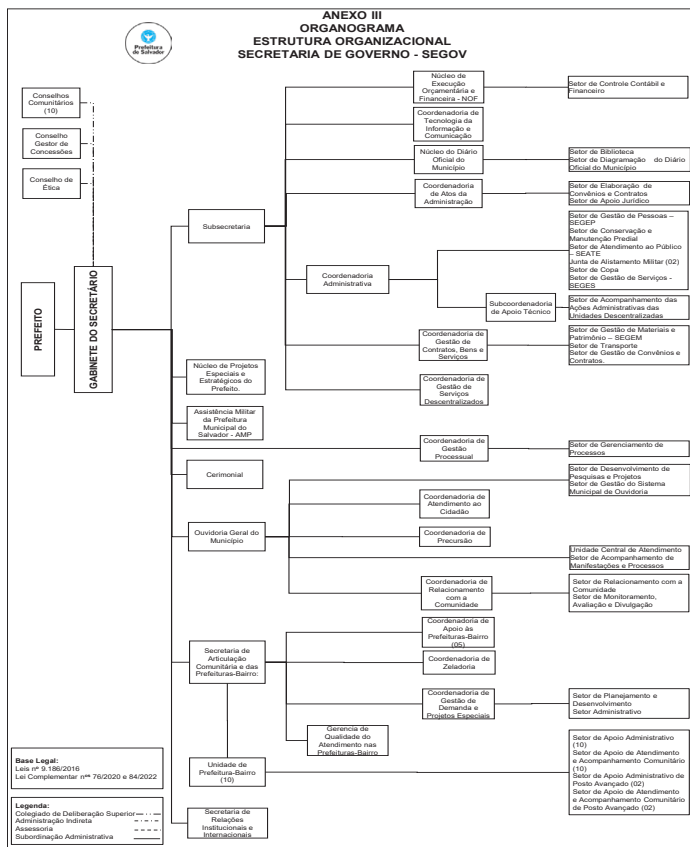 ANEXO III
ORGANOGRAMA
ESTRUTURA ORGANIZACIONAL
SECRETARIA DE GOVERNO - SEGOV
Prefeitura
de Salvador
Conselhos
Comunitários
(10)
Conselho
Gestor de
Concessões
Conselho de
Ética
PREFEITO
GABINETE DO SECRETÁRIO
Subsecretaria
Núcleo de
Execução
Orçamentária e
Financeira - NOF
Setor de Controle Contábil e
Financeiro
Coordenadoria de
Tecnologia da
Informação e
Comunicação
Núcleo do Diário
Oficial do
Município
Setor de Biblioteca
Setor de Diagramação do Diário
Oficial do Município
Coordenadoria
de Atos da
Administração
Setor de Elaboração de
Convênios e Contratos
Setor de Apoio Jurídico
Coordenadoria
Administrativa
Setor de Gestão de Pessoas –
SEGEP
Setor de Conservação e
Manutenção Predial
Setor de Atendimento ao Público
– SEATE
Junta de Alistamento Militar (02)
Setor de Copa
Setor de Gestão de Serviços -
SEGES
Subcoordenadoria
de Apoio Técnico
Setor de Acompanhamento das
Ações Administrativas das
Unidades Descentralizadas
Coordenadoria de
Gestão de
Contratos, Bens e
Serviços
Setor de Gestão de Materiais e
Patrimônio – SEGEM
Setor de Transporte
Setor de Gestão de Convênios e
Contratos.
Coordenadoria de
Gestão de
Serviços
Descentralizados
Núcleo de Projetos
Especiais e
Estratégicos do
Prefeito.
Assistência Militar
da Prefeitura
Municipal do
Salvador - AMP
Coordenadoria de
Gestão
Processual
Setor de Gerenciamento de
Processos
Cerimonial
Ouvidoria Geral do
Município
Setor de Desenvolvimento de
Pesquisas e Projetos
Setor de Gestão do Sistema
Municipal de Ouvidoria
Coordenadoria de
Atendimento ao
Cidadão
Coordenadoria de
Precursão
Unidade Central de Atendimento
Setor de Acompanhamento de
Manifestações e Processos
Coordenadoria de
Relacionamento
com a
Comunidade
Setor de Relacionamento com a
Comunidade
Setor de Monitoramento,
Avaliação e Divulgação
Secretaria de
Articulação
Comunitária e das
Prefeituras-Bairro:
Coordenadoria de
Apoio às
Prefeituras-Bairro
(05)
Coordenadoria de
Zeladoria
Coordenadoria de
Gestão de
Demanda e
Projetos Especiais
Setor de Planejamento e
Desenvolvimento
Setor Administrativo
Gerencia de
Qualidade do
Atendimento nas
Prefeituras-Bairro
Unidade de
Prefeitura-Bairro
(10)
Setor de Apoio Administrativo
(10)
Setor de Apoio de Atendimento
e Acompanhamento Comunitário
(10)
Setor de Apoio Administrativo de
Posto Avançado (02)
Setor de Apoio de Atendimento
e Acompanhamento Comunitário
de Posto Avançado (02)
Secretaria de
Relações
Institucionais e
Internacionais
Base Legal:
Leis nº 9.186/2016
Lei Complementar nºs 76/2020 e 84/2022
Legenda:
Colegiado de Deliberação Superior
Administração Indireta
Assessoria
Subordinação Administrativa